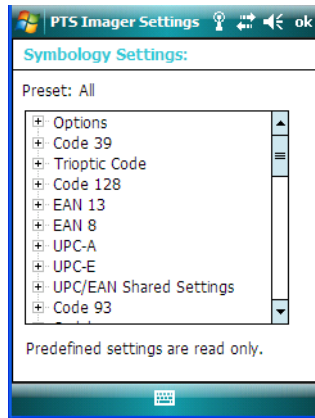 PTS Imager Settings ok
Symbology Settings:
Preset: All
Options
Code 39
Trioptic Code
Code 128
EAN 13
EAN 8
UPC-A
UPC-E
UPC/EAN Shared Settings
Code 93
Predefined settings are read only.